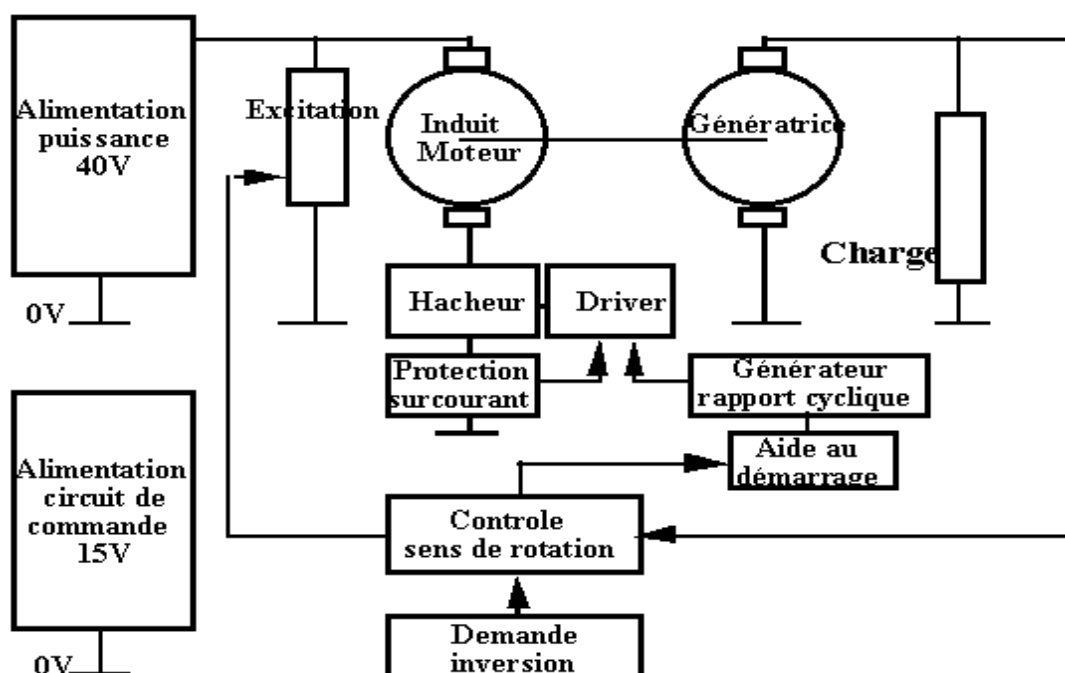 Alimentation
puissance
40V
Excitation
Induit
Moteur
Génératrice
Charge
0V
Hacheur
Driver
Protection
surcourant
Générateur
rapport cyclique
Aide au
démarrage
Alimentation
circuit de
commande
15V
Controle
sens de rotation
Demande
inversion
0V